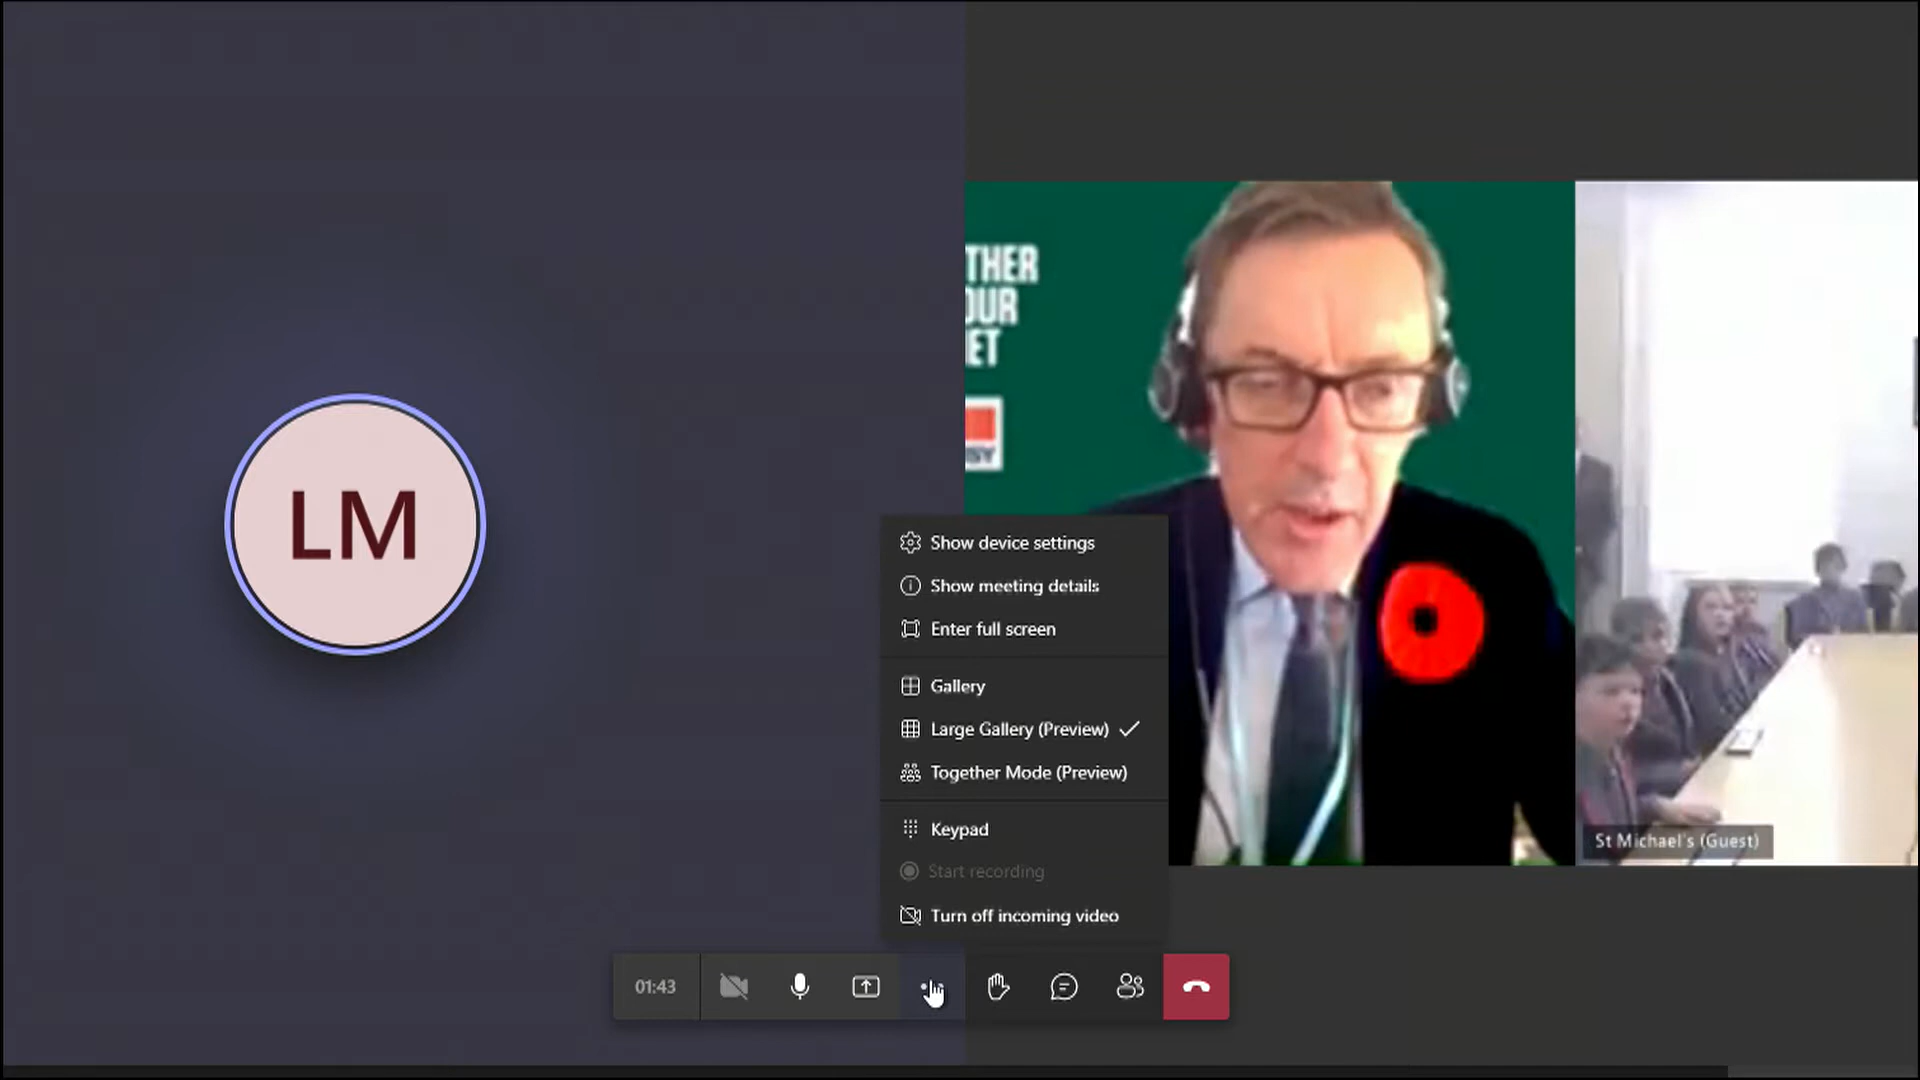 THER
OUR
ET
SY
LM
Show device settings
Show meeting details
Enter full screen
Gallery
Large Gallery (Preview)
Together Mode (Preview)
Keypad
Start recording
Turn off incoming video
St Michael's (Guest)
01:43